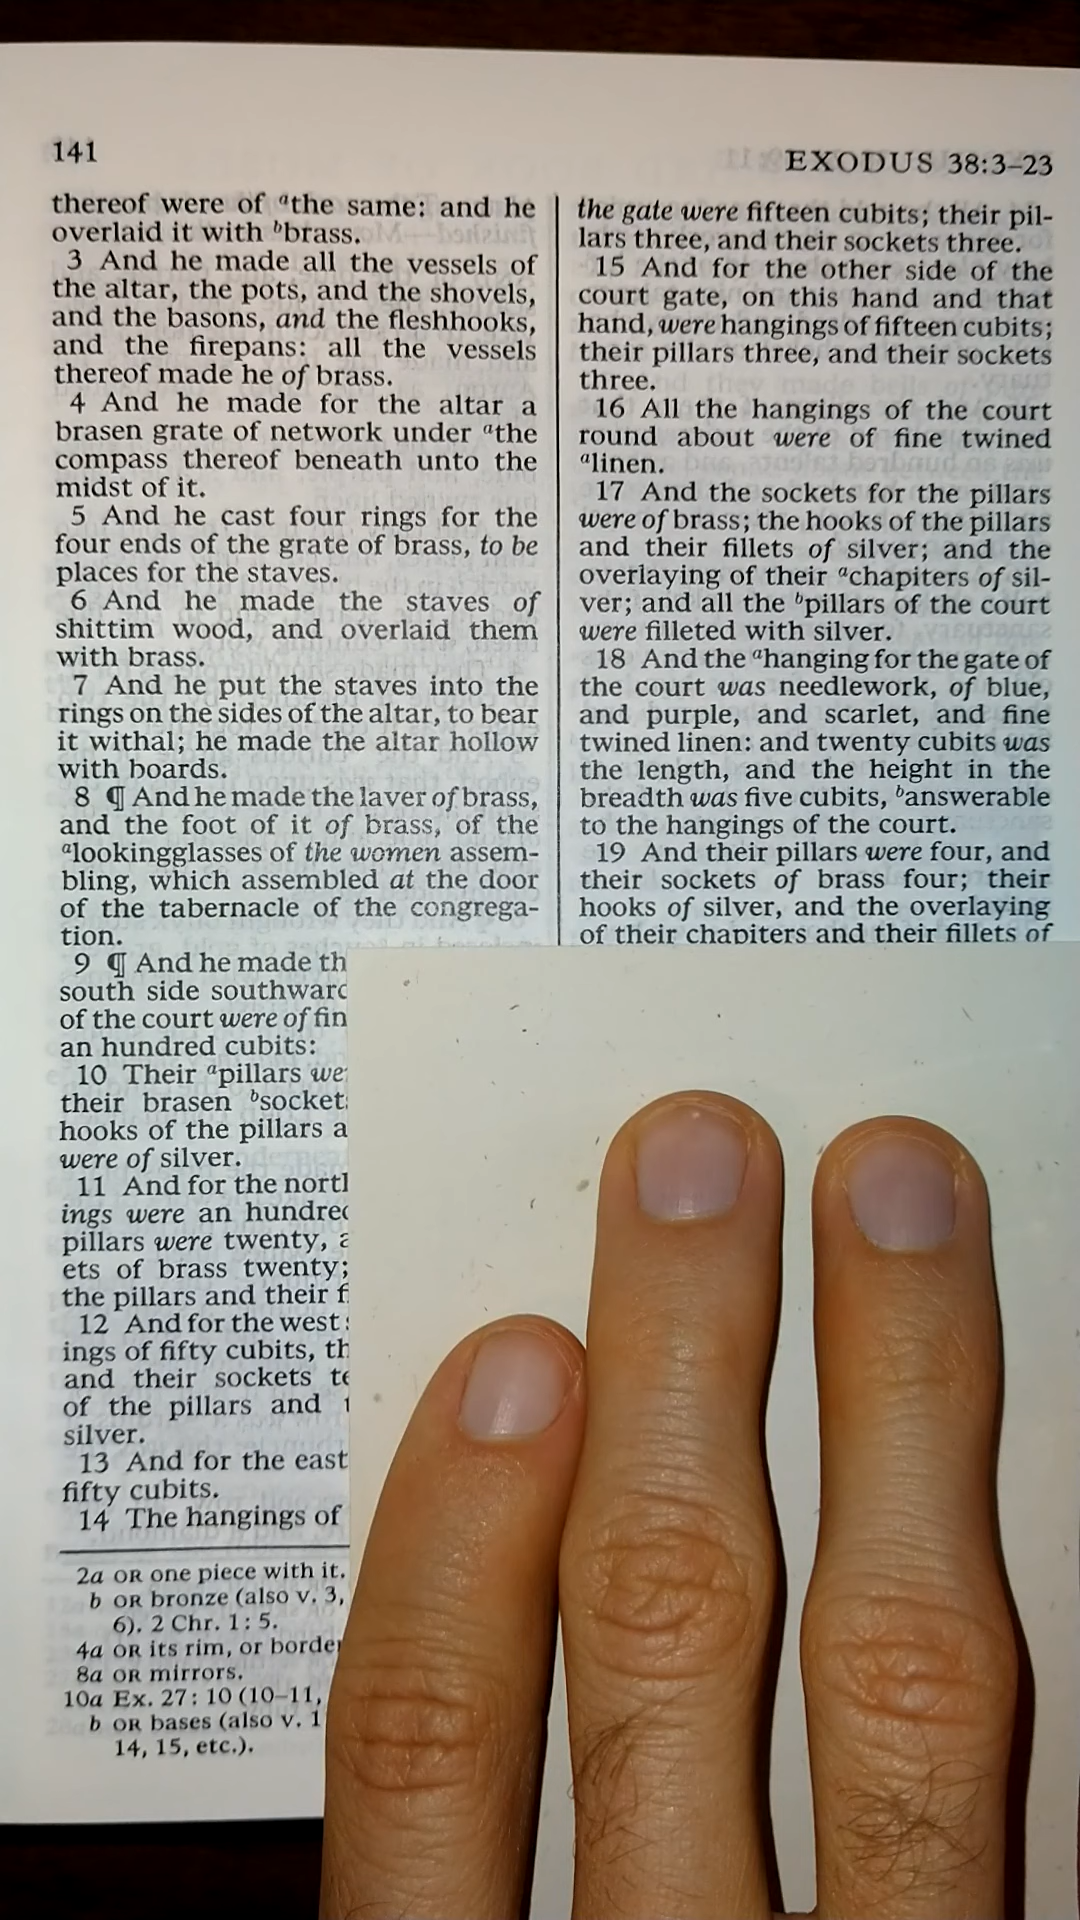 141
EXODUS 38:3–23
thereof were of ᵃthe same: and he
overlaid it with ᵇbrass.
3 And he made all the vessels of
the altar, the pots, and the shovels,
and the basons, and the fleshhooks,
and the firepans: all the vessels
thereof made he of brass.
4 And he made for the altar a
brasen grate of network under ᵃthe
compass thereof beneath unto the
midst of it.
5 And he cast four rings for the
four ends of the grate of brass, to be
places for the staves.
6 And he made the staves of
shittim wood, and overlaid them
with brass.
7 And he put the staves into the
rings on the sides of the altar, to bear
it withal; he made the altar hollow
with boards.
8 ¶ And he made the laver of brass,
and the foot of it of brass, of the
ᵃlookingglasses of the women assem-
bling, which assembled at the door
of the tabernacle of the congrega-
tion.
9 ¶ And he made
south side
of the court were of
an hundred cubits:
10 Their ᵃpillars
their brasen
hooks of the pillars
were of silver.
11 And for the
ings were an
pillars were twenty,
ets of brass twenty;
the pillars and their
12 And for the west
ings of fifty cubits,
and their sockets
of the pillars and
silver.
13 And for the east
fifty cubits.
14 The hangings of
2a OR one piece with it.
b OR bronze (also v. 3,
6). 2 Chr. 1: 5.
4a OR its rim, or
8a OR mirrors.
10a Ex. 27: 10 (10–11,
b OR bases (also v.
14, 15, etc.).
the gate were fifteen cubits; their pil-
lars three, and their sockets three.
15 And for the other side of the
court gate, on this hand and that
hand, were hangings of fifteen cubits;
their pillars three, and their sockets
three.
16 All the hangings of the court
round about were of fine twined
ᵃlinen.
17 And the sockets for the pillars
were of brass; the hooks of the pillars
and their fillets of silver; and the
overlaying of their ᵃchapiters of sil-
ver; and all the ᵇpillars of the court
were filleted with silver.
18 And the ᵃhanging for the gate of
the court was needlework, of blue,
and purple, and scarlet, and fine
twined linen: and twenty cubits was
the length, and the height in the
breadth was five cubits, ᵇanswerable
to the hangings of the court.
19 And their pillars were four, and
their sockets of brass four; their
hooks of silver, and the overlaying
of their chapiters and their fillets of